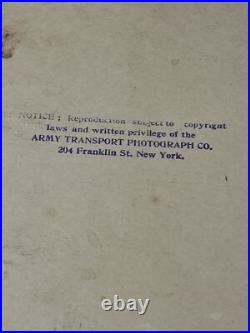 NOTICE: Reproduction subject to copyright
laws and written privilege of the
ARMY TRANSPORT PHOTOGRAPH CO.
204 Franklin St. New York.